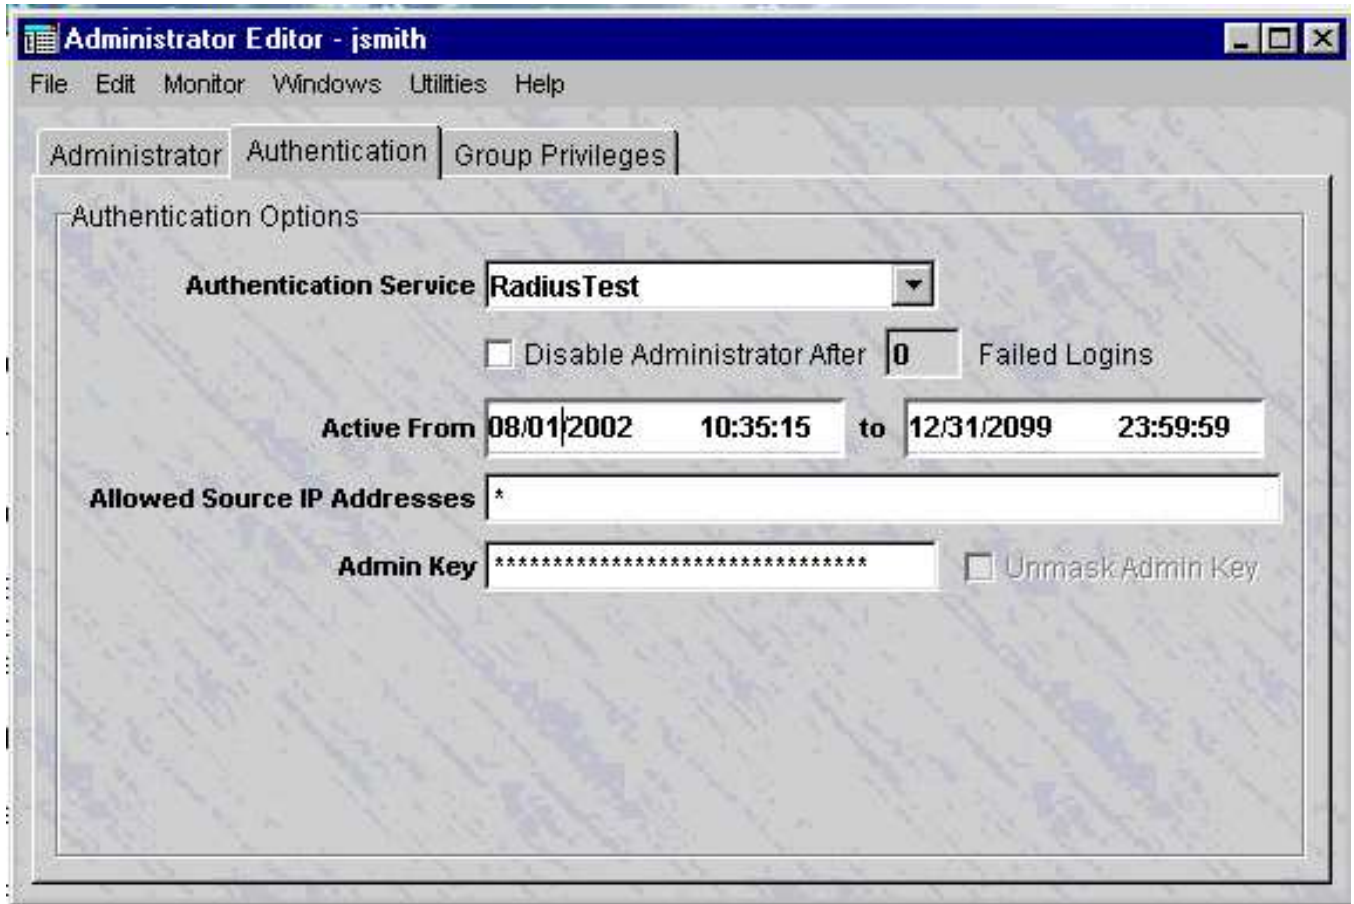 Administrator Editor - jsmith
File Edit Monitor Windows Utilities Help
Administrator Authentication Group Privileges
Authentication Options
Authentication Service RadiusTest
Disable Administrator After 0 Failed Logins
Active From 08/01/2002 10:35:15 to 12/31/2099 23:59:59
Allowed Source IP Addresses *
Admin Key ********************************
Unmask Admin Key